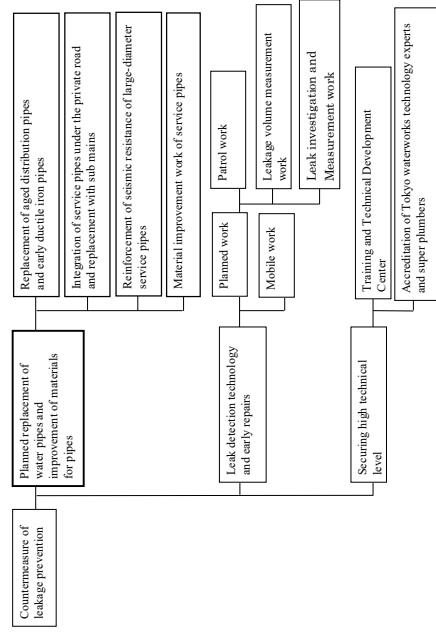 Countermeasure of
leakage prevention
Planned replacement of
water pipes and
improvement of materials
for pipes
Replacement of aged distribution pipes
and early ductile iron pipes
Integration of service pipes under the private road
and replacement with sub mains
Reinforcement of seismic resistance of large-diameter
service pipes
Material improvement work of service pipes
Leak detection technology
and early repairs
Planned work
Patrol work
Leakage volume measurement
work
Leak investigation and
Measurement work
Mobile work
Securing high technical
level
Training and Technical Development
Center
Accreditation of Tokyo waterworks technology experts
and super plumbers